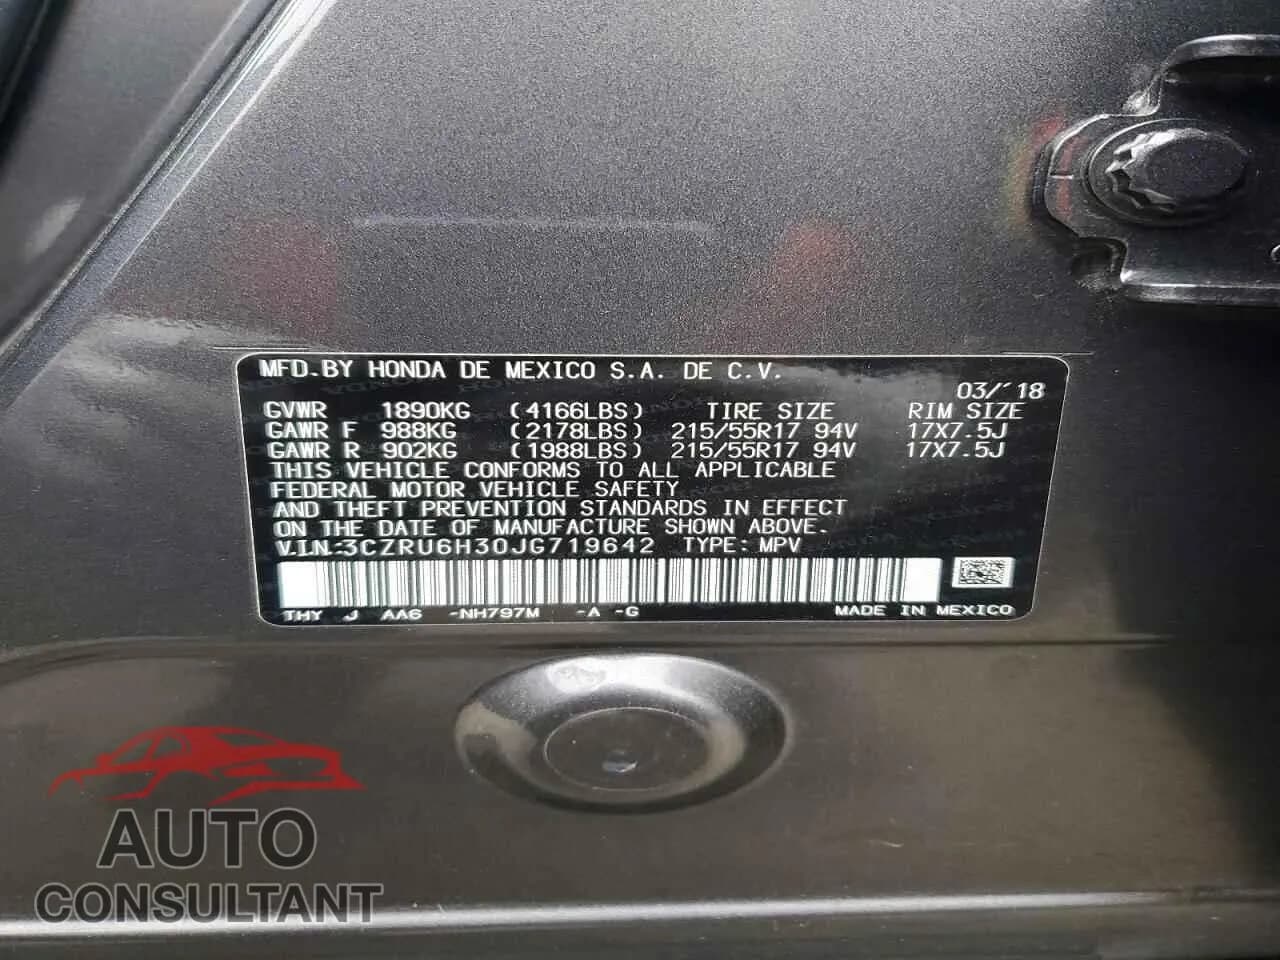 MFD.BY HONDA DE MEXICO S.A. DE C.V.
03/'18
GVWR 1890KG (4166LBS) TIRE SIZE RIM SIZE
GAWR F 988KG (2178LBS) 215/55R17 94V 17X7.5J
GAWR R 902KG (1988LBS) 215/55R17 94V 17X7.5J
THIS VEHICLE CONFORMS TO ALL APPLICABLE
FEDERAL MOTOR VEHICLE SAFETY
AND THEFT PREVENTION STANDARDS IN EFFECT
ON THE DATE OF MANUFACTURE SHOWN ABOVE.
V.I.N.:3CZRU6H30JG719642 TYPE: MPV
THY J AA6 -NH797M -A -G MADE IN MEXICO
AUTO
CONSULTANT